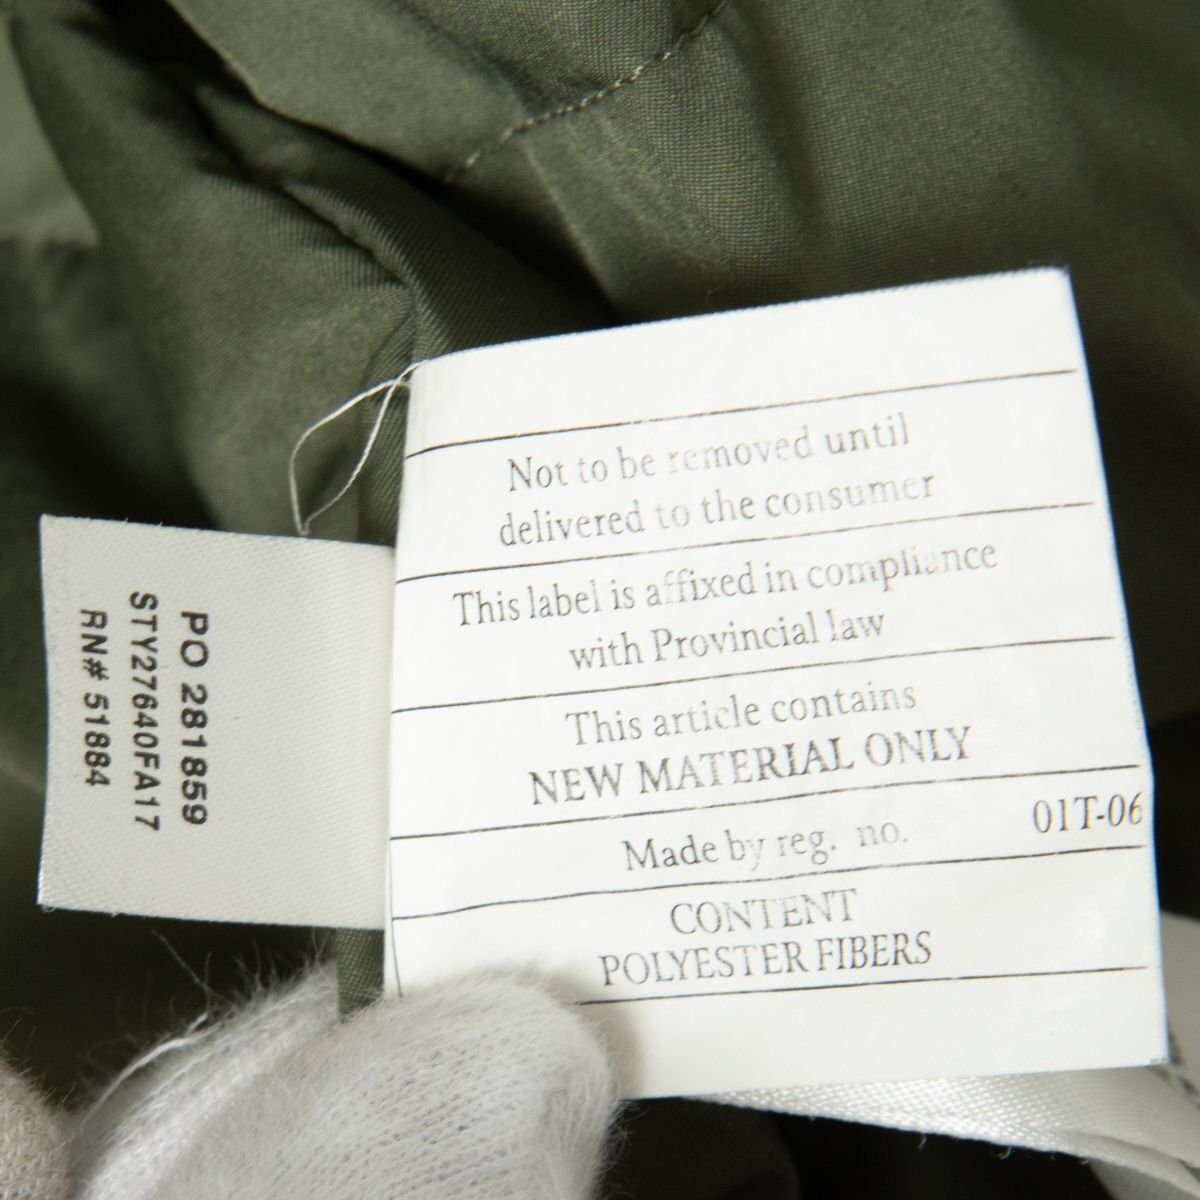 PO 281859
STY27640FA17
RN# 51884
Not to be removed until
delivered to the consumer
This label is affixed in compliance
with Provincial law
This article contains
NEW MATERIAL ONLY
Made by reg. no. 01T-06
CONTENT
POLYESTER FIBERS